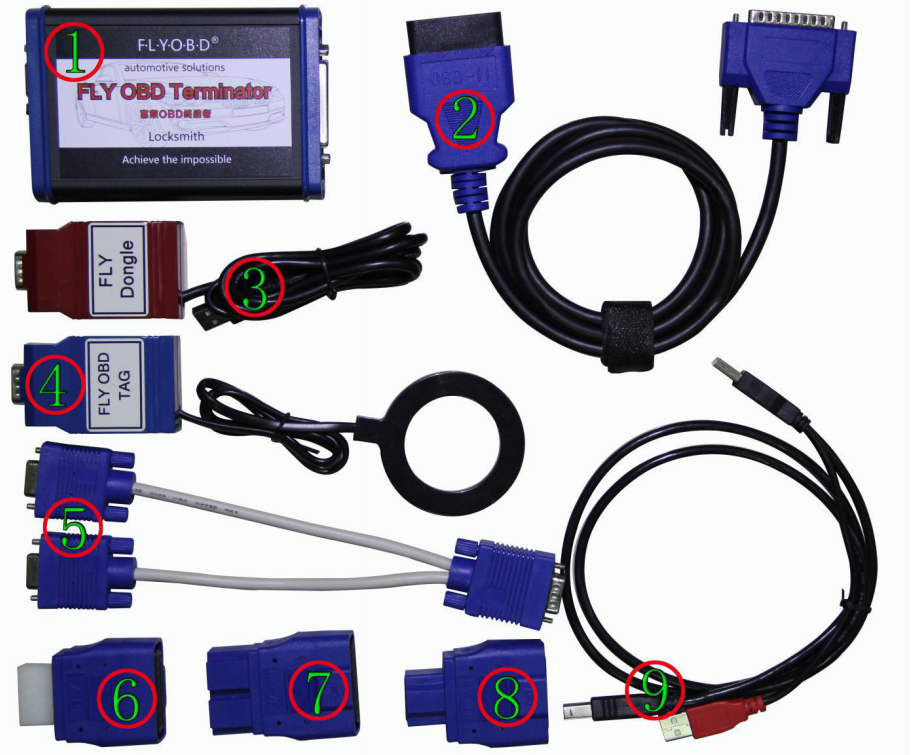 1
F·L·Y·O·B·D®
automotive solutions
FLY OBD Terminator
Locksmith
Achieve the impossible
2
OBD-II
3
FLY
Dongle
4
FLY OBD
TAG
5
6
7
8
9